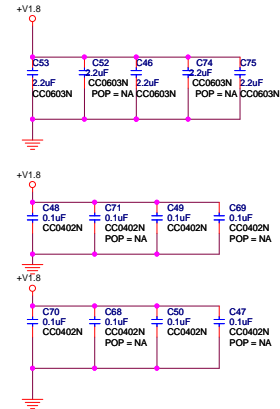 +V1.8
C53 C52 C46 C74 C75
2.2uF 2.2uF 2.2uF 2.2uF 2.2uF
CC0603N CC0603N CC0603N CC0603N CC0603N
POP = NA POP = NA
+V1.8
C48 C71 C49 C69
0.1uF 0.1uF 0.1uF 0.1uF
CC0402N CC0402N CC0402N CC0402N
POP = NA POP = NA
+V1.8
C70 C68 C50 C47
0.1uF 0.1uF 0.1uF 0.1uF
CC0402N CC0402N CC0402N CC0402N
POP = NA POP = NA